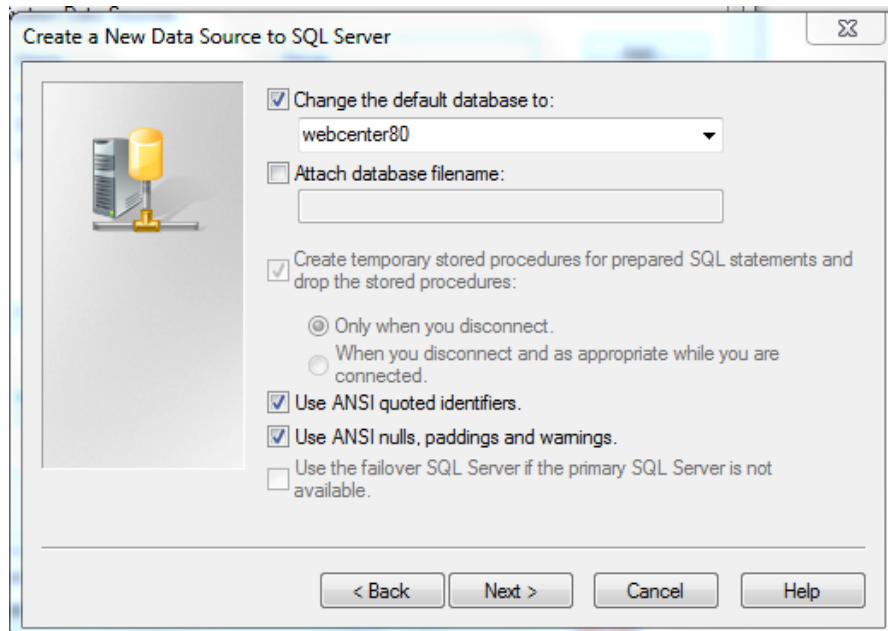 Create a New Data Source to SQL Server
Change the default database to:
webcenter80
Attach database filename:
Create temporary stored procedures for prepared SQL statements and
drop the stored procedures:
Only when you disconnect.
When you disconnect and as appropriate while you are
connected.
Use ANSI quoted identifiers.
Use ANSI nulls, paddings and warnings.
Use the failover SQL Server if the primary SQL Server is not
available.
< Back
Next >
Cancel
Help